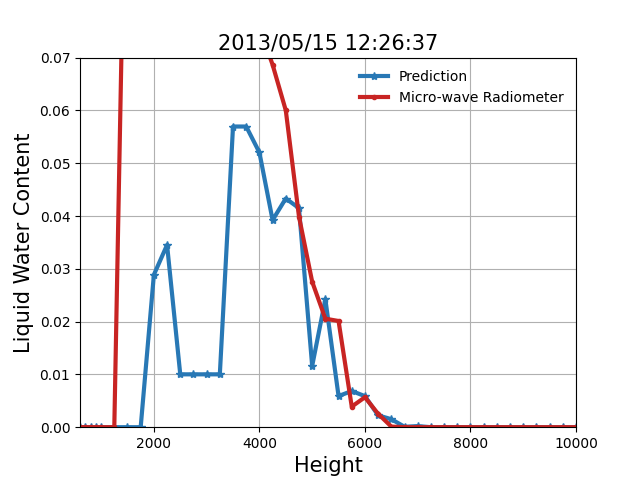 2013/05/15 12:26:37
0.07
0.06
0.05
0.04
0.03
0.02
0.01
0.00
Liquid Water Content
Prediction
Micro-wave Radiometer
2000 4000 6000 8000 10000
Height